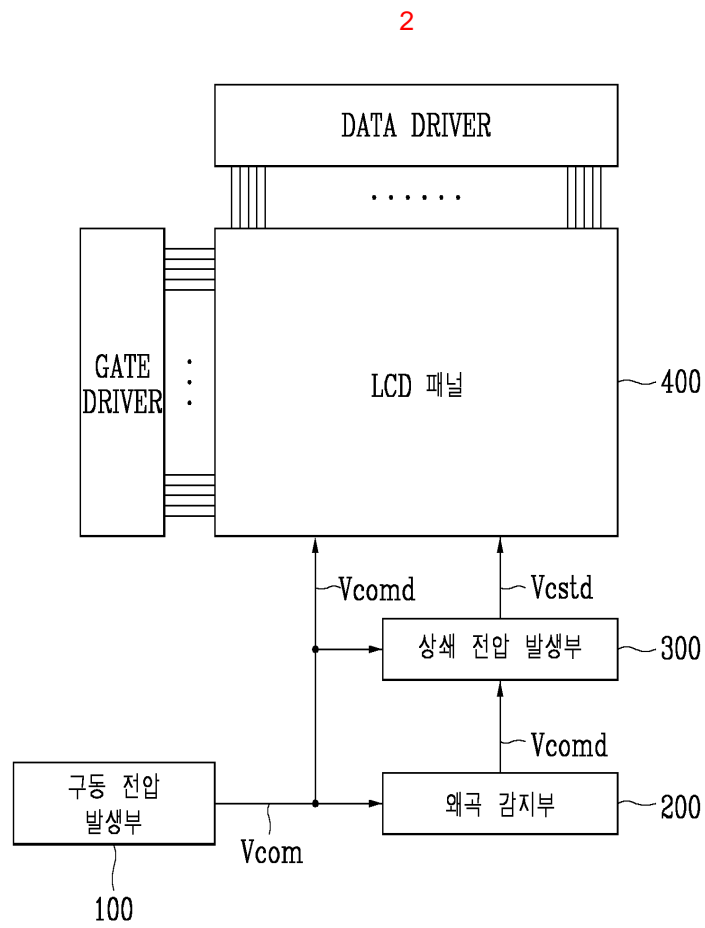 2
DATA DRIVER
GATE
DRIVER
LCD 패널
400
Vcomd
Vcstd
상쇄 전압 발생부
300
Vcomd
구동 전압
발생부
왜곡 감지부
200
Vcom
100